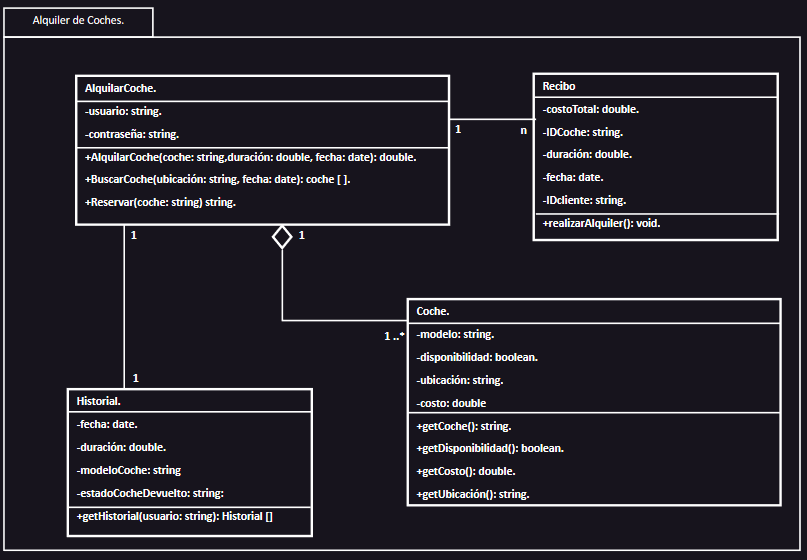 Alquiler de Coches.
AlquilarCoche.
-usuario: string.
-contraseña: string.
+AlquilarCoche(coche: string,duración: double, fecha: date): double.
+BuscarCoche(ubicación: string, fecha: date): coche [ ].
+Reservar(coche: string) string.
1
n
Recibo
-costoTotal: double.
-IDCoche: string.
-duración: double.
-fecha: date.
-IDcliente: string.
+realizarAlquiler(): void.
1
1
1 ..*
1
Coche.
-modelo: string.
-disponibilidad: boolean.
-ubicación: string.
-costo: double
+getCoche(): string.
+getDisponibilidad(): boolean.
+getCosto(): double.
+getUbicación(): string.
Historial.
-fecha: date.
-duración: double.
-modeloCoche: string
-estadoCocheDevuelto: string:
+getHistorial(usuario: string): Historial []